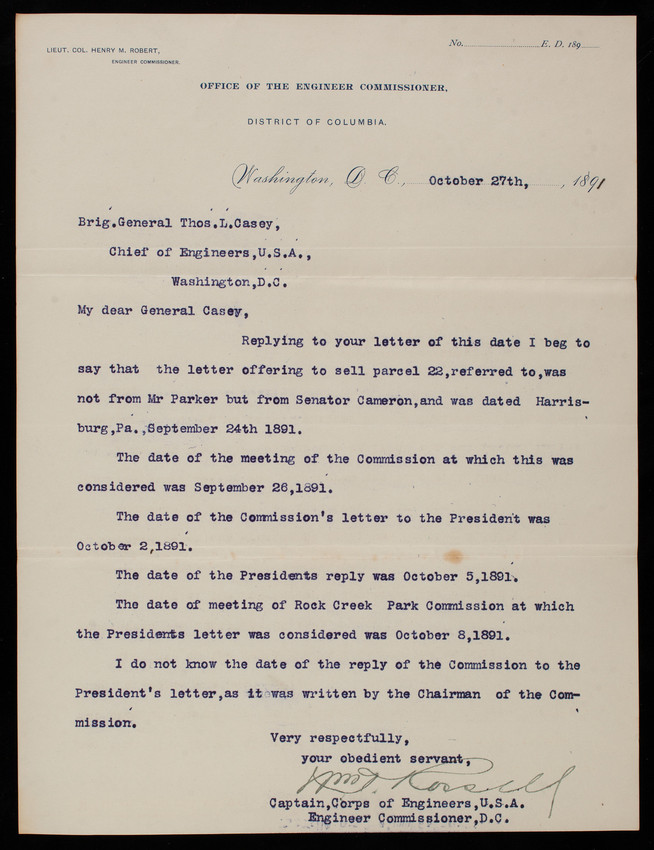 LIEUT. COL. HENRY M. ROBERT,
ENGINEER COMMISSIONER.
No. E. D. 189
OFFICE OF THE ENGINEER COMMISSIONER,
DISTRICT OF COLUMBIA.
Washington, D. C., October 27th, , 1891
Brig.General Thos.L.Casey,
Chief of Engineers,U.S.A.,
Washington,D.C.
My dear General Casey,
Replying to your letter of this date I beg to
say that the letter offering to sell parcel 22,referred to,was
not from Mr Parker but from Senator Cameron,and was dated Harris-
burg,Pa.,September 24th 1891.
The date of the meeting of the Commission at which this was
considered was September 26,1891.
The date of the Commission's letter to the President was
October 2,1891.
The date of the Presidents reply was October 5,1891.
The date of meeting of Rock Creek Park Commission at which
the Presidents letter was considered was October 8,1891.
I do not know the date of the reply of the Commission to the
President's letter,as it was written by the Chairman of the Com-
mission.
Very respectfully,
your obedient servant,
Wm T. Rossell
Captain,Corps of Engineers,U.S.A.
Engineer Commissioner,D.C.